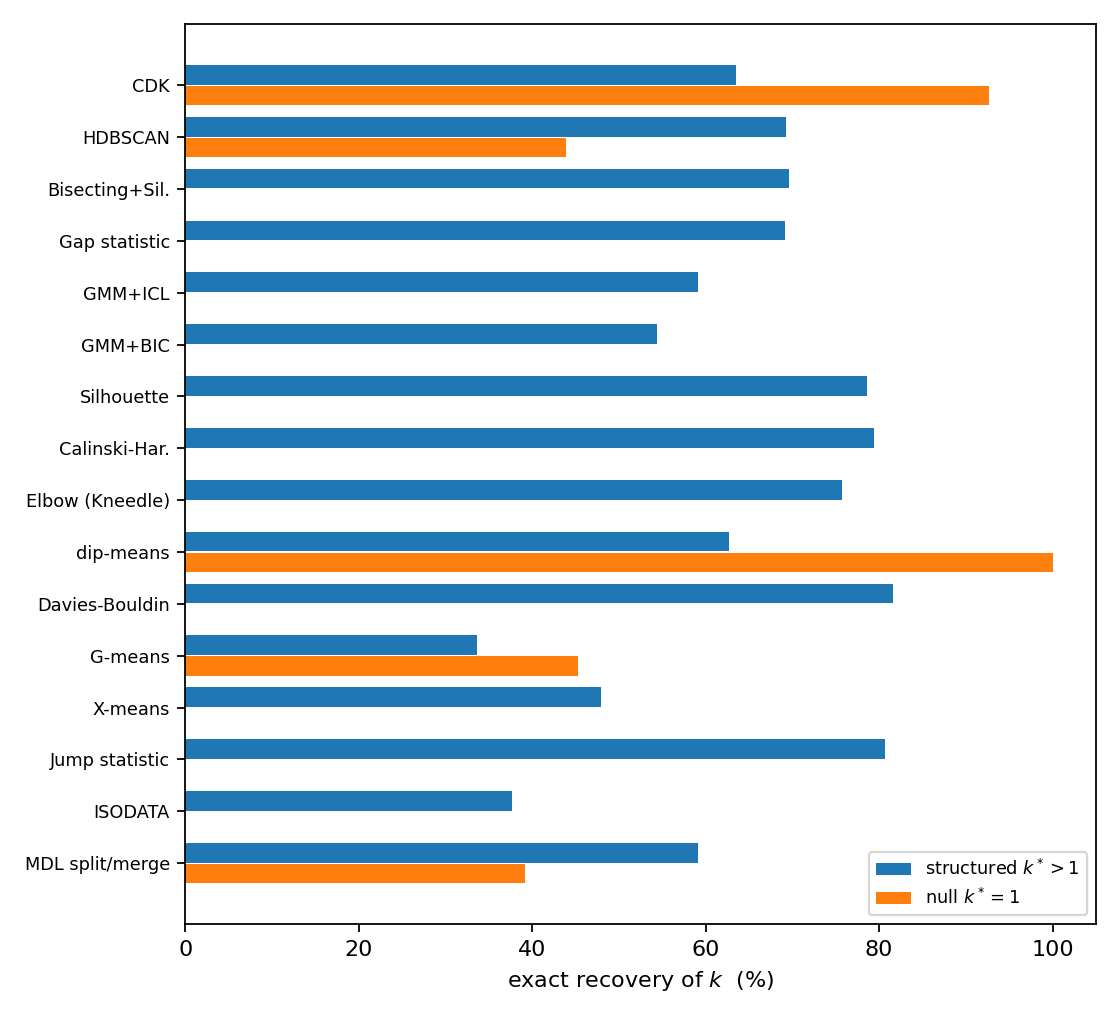 CDK
HDBSCAN
Bisecting+Sil.
Gap statistic
GMM+ICL
GMM+BIC
Silhouette
Calinski-Har.
Elbow (Kneedle)
dip-means
Davies-Bouldin
G-means
X-means
Jump statistic
ISODATA
MDL split/merge
structured k* > 1
null k* = 1
0 20 40 60 80 100
exact recovery of k (%)